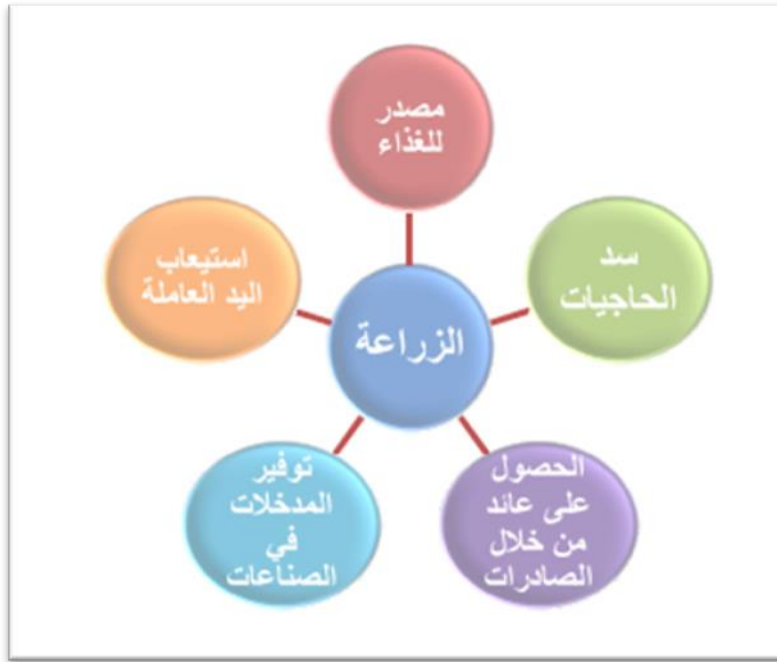 مصدر
للغذاء
سد
الحاجيات
الحصول
على عائد
من خلال
الصادرات
توفير
المدخلات
في
الصناعات
استيعاب
اليد العاملة
الزراعة